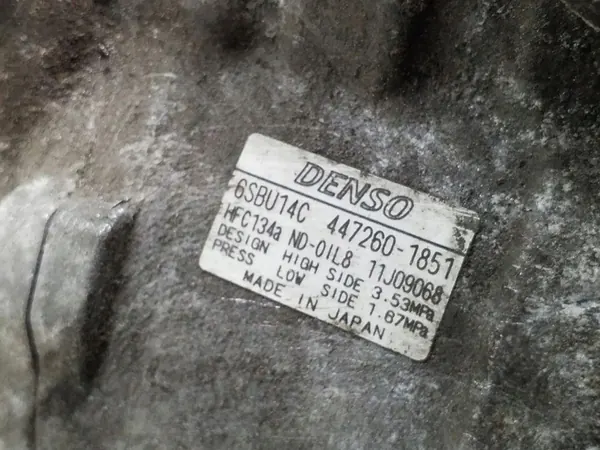 DENSO
6SBU14C 447260-1851
HFC134a ND-OIL8 11J09068
DESIGN HIGH SIDE 3.53MPa
PRESS LOW SIDE 1.87MPa
MADE IN JAPAN